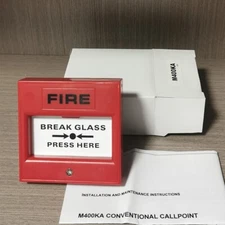 M400KA
FIRE
BREAK GLASS
PRESS HERE
INSTALLATION AND MAINTENANCE INSTRUCTIONS
M400KA CONVENTIONAL CALLPOINT